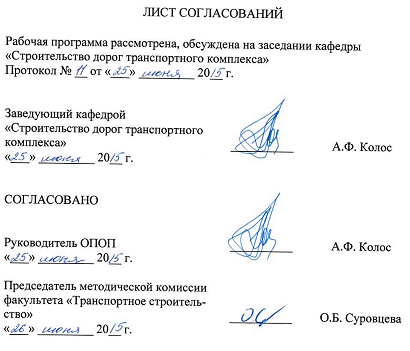 ЛИСТ СОГЛАСОВАНИЙ
Рабочая программа рассмотрена, обсуждена на заседании кафедры
«Строительство дорог транспортного комплекса»
Протокол № 11 от «25» июня 2015 г.
Заведующий кафедрой
«Строительство дорог транспортного
комплекса» А.Ф. Колос
«25» июня 2015 г.
СОГЛАСОВАНО
Руководитель ОПОП А.Ф. Колос
«25» июня 2015 г.
Председатель методической комиссии
факультета «Транспортное строитель-
ство» О.Б. Суровцева
«26» июня 2015 г.